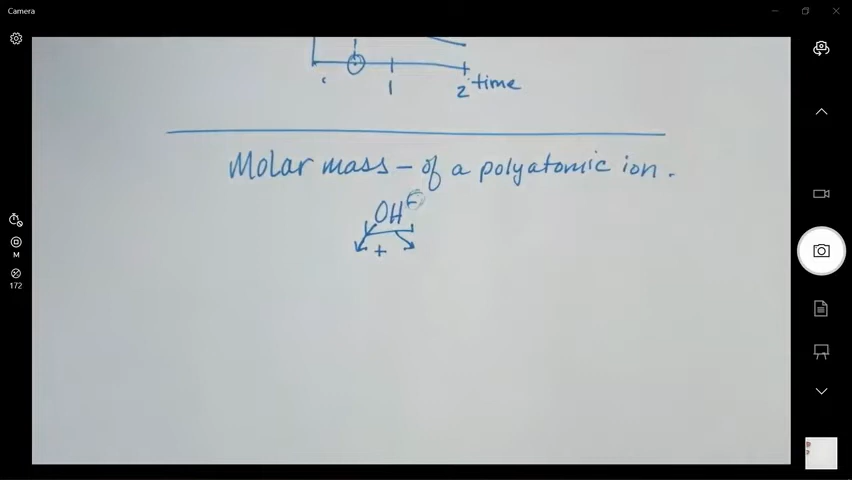 Camera
1
2
time
Molar mass – of a polyatomic ion.
OH⁻
+
M
172